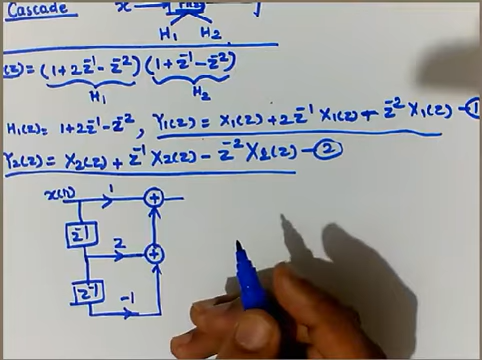 Cascade x
H₁ H₂
(z) = (1+2z⁻¹-z⁻²)(1+z⁻¹-z⁻²)
H₁ H₂
H₁(z) = 1+2z⁻¹-z⁻², Y₁(z) = X₁(z)+2z⁻¹X₁(z)-z⁻²X₁(z) —①
Y₂(z) = X₂(z)+z⁻¹X₂(z)-z⁻²X₂(z) —②
x(n) 1 +
z⁻¹
2 +
z⁻¹
-1